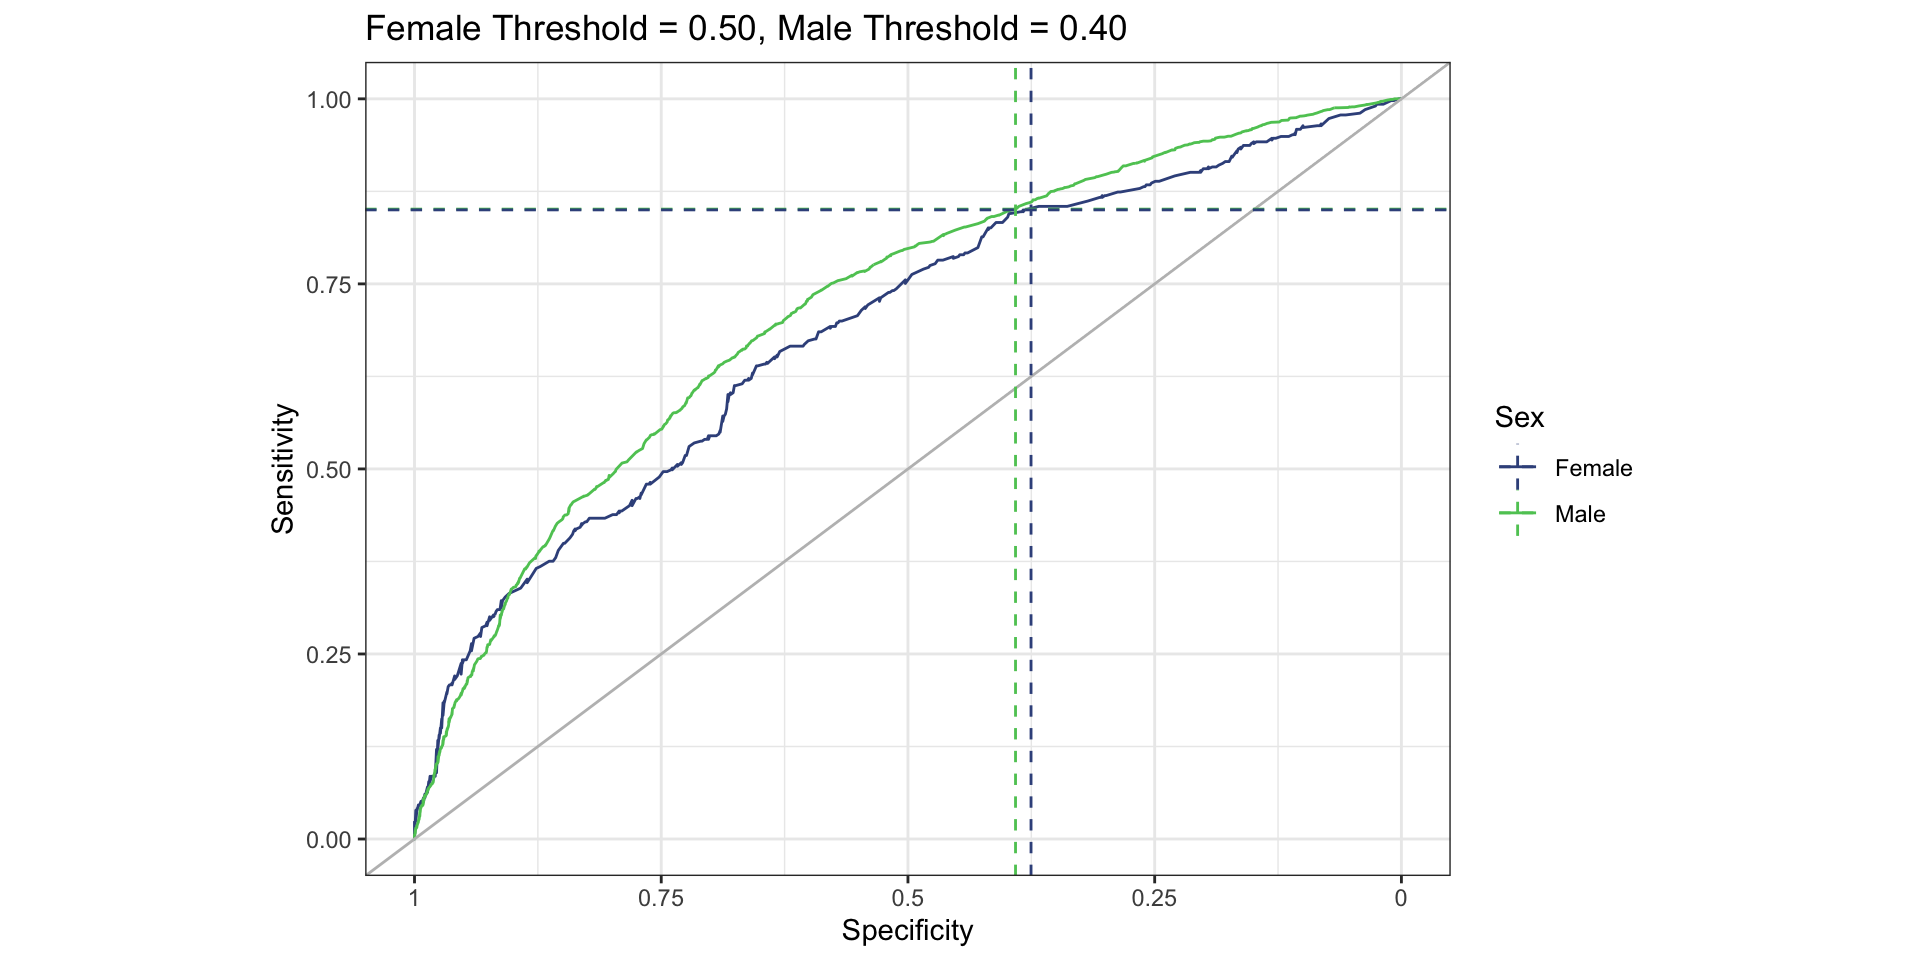 Female Threshold = 0.50, Male Threshold = 0.40
Sensitivity
1.00
0.75
0.50
0.25
0.00
1 0.75 0.5 0.25 0
Specificity
Sex
Female
Male